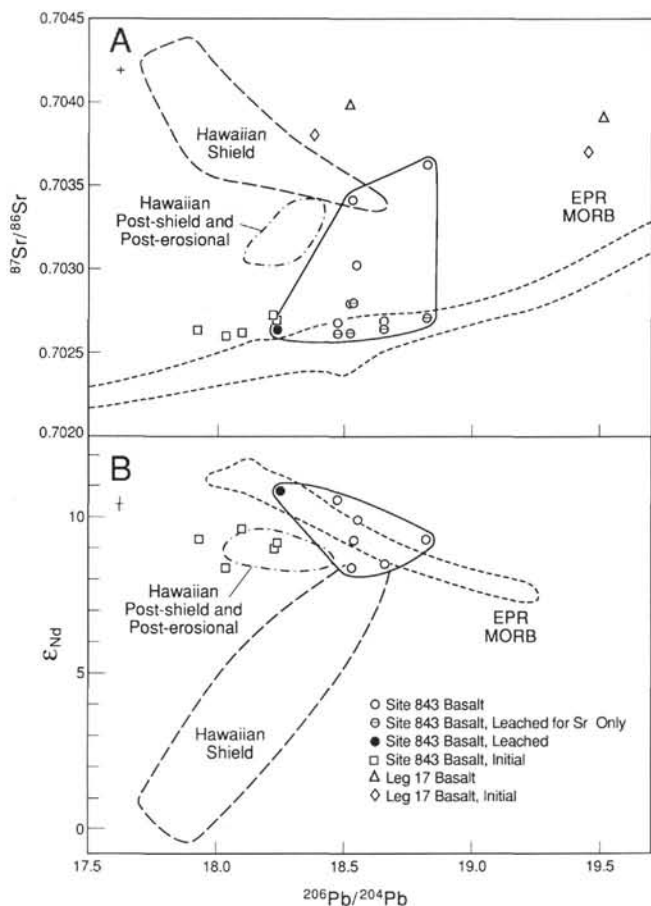 A
0.7045
0.7040
0.7035
0.7030
0.7025
0.7020
⁸⁷Sr/⁸⁶Sr
Hawaiian
Shield
Hawaiian
Post-shield and
Post-erosional
EPR
MORB
B
10
5
0
εNd
Hawaiian
Post-shield and
Post-erosional
EPR
MORB
Hawaiian
Shield
Site 843 Basalt
Site 843 Basalt, Leached for Sr Only
Site 843 Basalt, Leached
Site 843 Basalt, Initial
Leg 17 Basalt
Leg 17 Basalt, Initial
17.5 18.0 18.5 19.0 19.5
²⁰⁶Pb/²⁰⁴Pb